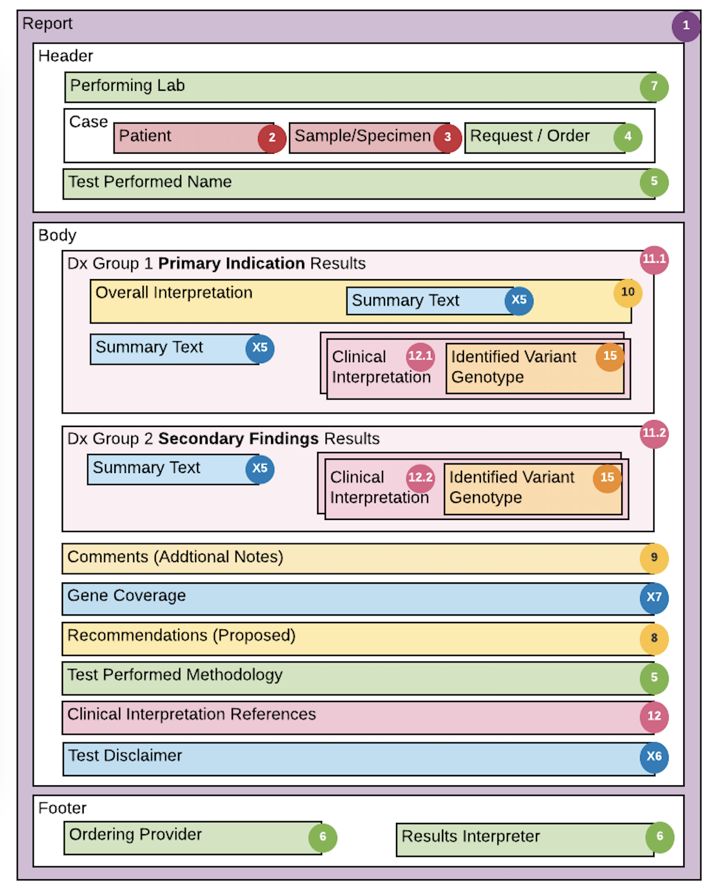 Report 1
Header
Performing Lab 7
Case
Patient 2 Sample/Specimen 3 Request / Order 4
Test Performed Name 5
Body
Dx Group 1 Primary Indication Results 11.1
Overall Interpretation Summary Text X5 10
Summary Text X5 Clinical 12.1 Identified Variant 15
Interpretation Genotype
Dx Group 2 Secondary Findings Results 11.2
Summary Text X5 Clinical 12.2 Identified Variant 15
Interpretation Genotype
Comments (Addtional Notes) 9
Gene Coverage X7
Recommendations (Proposed) 8
Test Performed Methodology 5
Clinical Interpretation References 12
Test Disclaimer X6
Footer
Ordering Provider 6 Results Interpreter 6